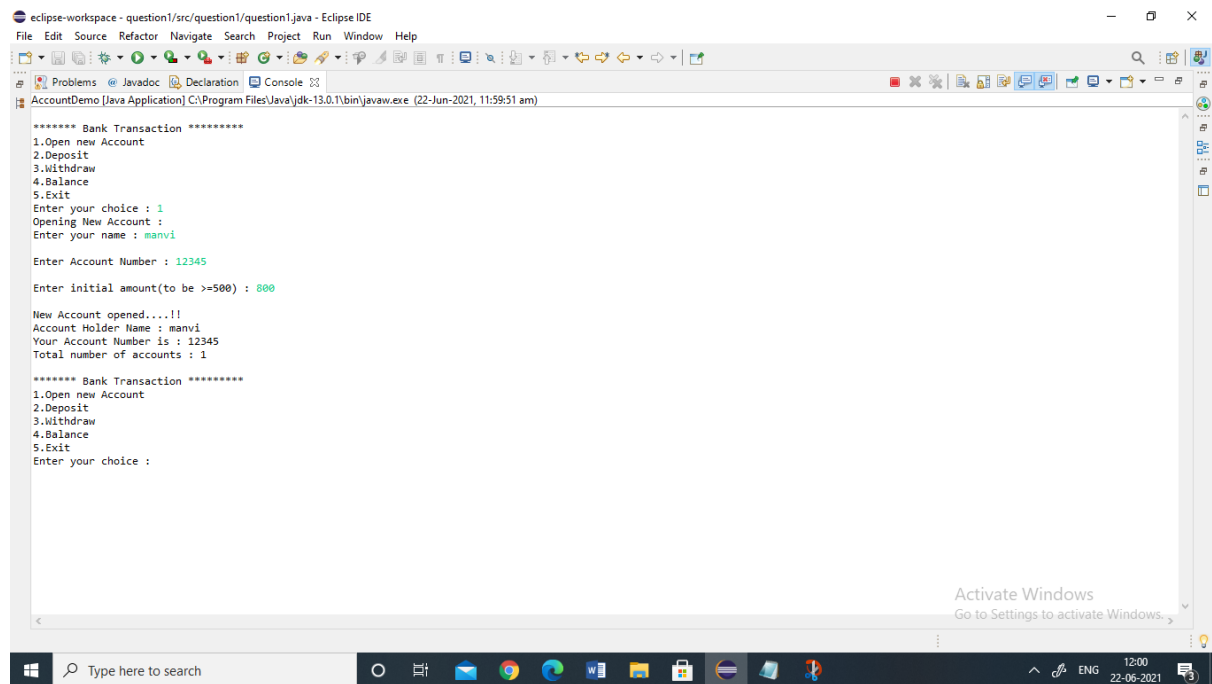 eclipse-workspace - question1/src/question1/question1.java - Eclipse IDE
File Edit Source Refactor Navigate Search Project Run Window Help
Problems @ Javadoc Declaration Console
AccountDemo [Java Application] C:\Program Files\Java\jdk-13.0.1\bin\javaw.exe (22-Jun-2021, 11:59:51 am)
******* Bank Transaction *********
1.Open new Account
2.Deposit
3.Withdraw
4.Balance
5.Exit
Enter your choice : 1
Opening New Account :
Enter your name : manvi
Enter Account Number : 12345
Enter initial amount(to be >=500) : 800
New Account opened....!!
Account Holder Name : manvi
Your Account Number is : 12345
Total number of accounts : 1
******* Bank Transaction *********
1.Open new Account
2.Deposit
3.Withdraw
4.Balance
5.Exit
Enter your choice :
Activate Windows
Go to Settings to activate Windows.
Type here to search
ENG
12:00
22-06-2021
3